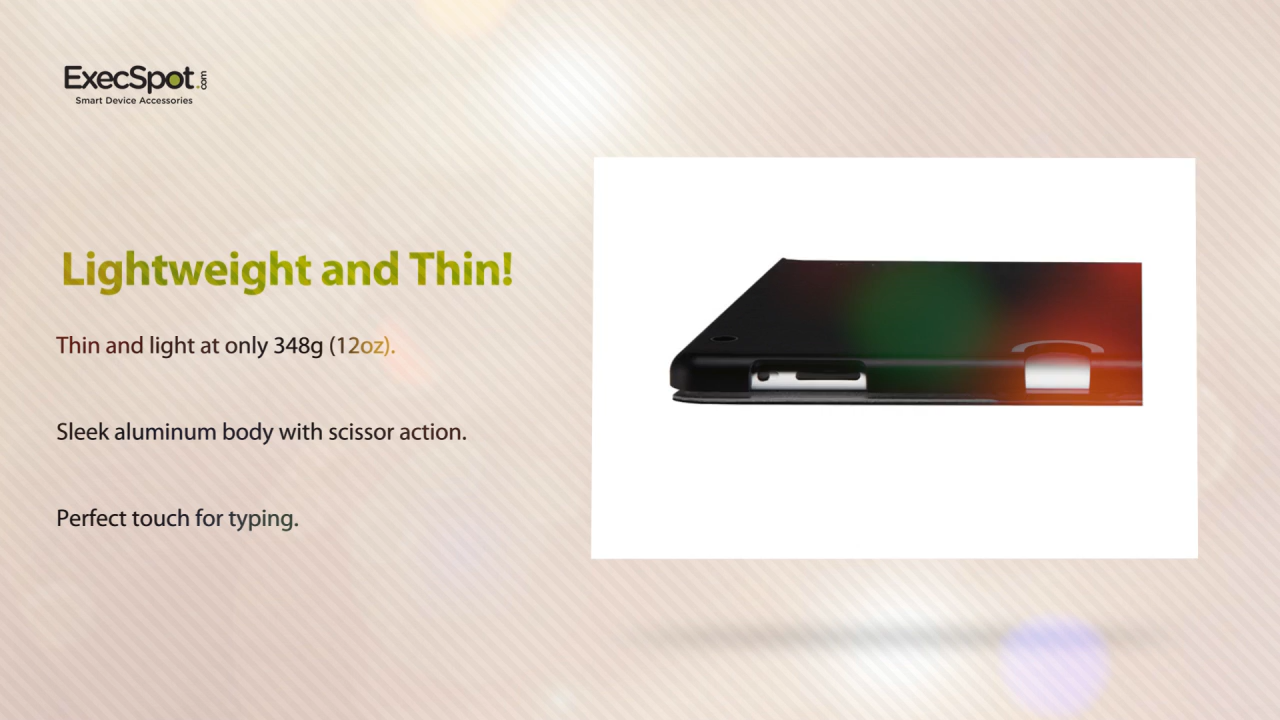 ExecSpot.com
Smart Device Accessories
Lightweight and Thin!
Thin and light at only 348g (12oz).
Sleek aluminum body with scissor action.
Perfect touch for typing.